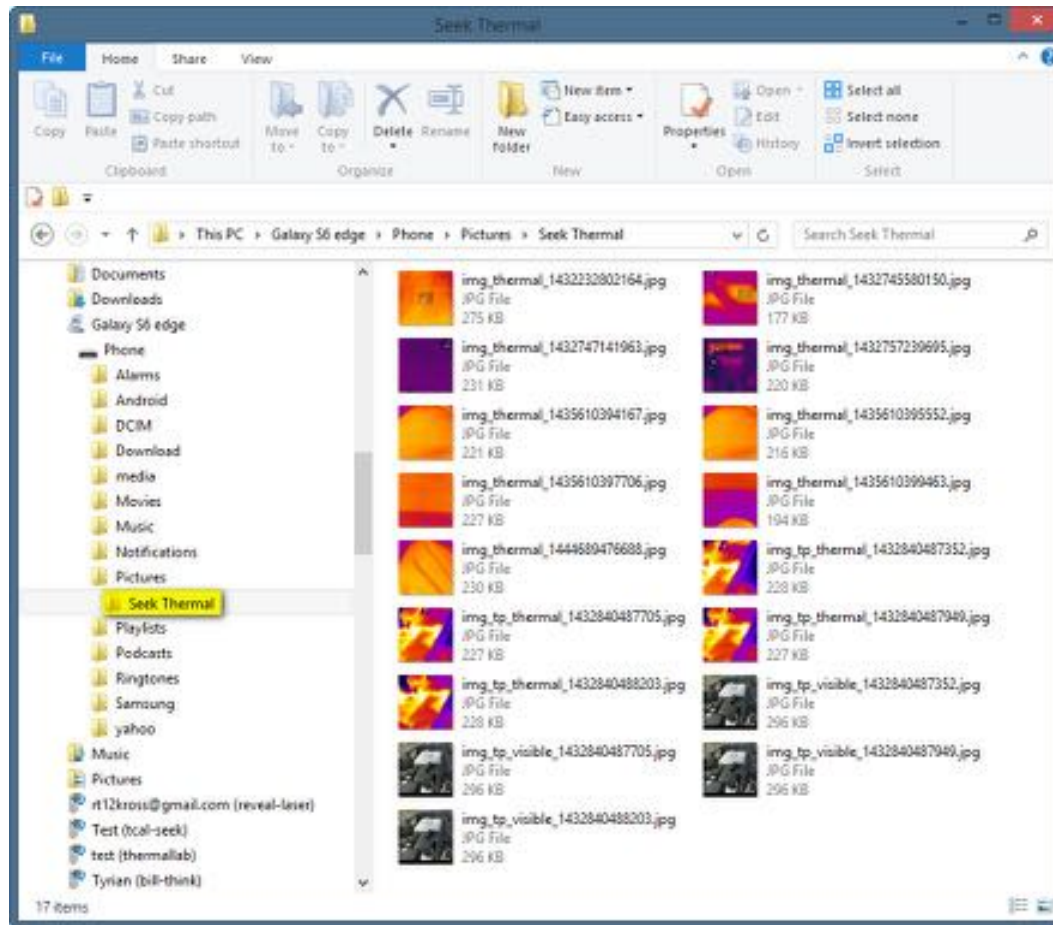 Seek Thermal
File Home Share View
Copy Paste Cut Copy path Paste shortcut Move to Copy to Delete Rename New folder New item Easy access Properties Open Edit History Select all Select none Invert selection
Clipboard Organize New Open Select
This PC Galaxy S6 edge Phone Pictures Seek Thermal Search Seek Thermal
Documents
Downloads
Galaxy S6 edge
Phone
Alarms
Android
DCIM
Download
media
Movies
Music
Notifications
Pictures
Seek Thermal
Playlists
Podcasts
Ringtones
Samsung
yahoo
Music
Pictures
rt12kross@gmail.com (reveal-laser)
Test (tcal-seek)
test (thermallab)
Tyrian (bill-think)
img_thermal_1432232802164.jpg
JPG File
275 KB
img_thermal_1432745580150.jpg
JPG File
177 KB
img_thermal_1432747141963.jpg
JPG File
231 KB
img_thermal_1432757239695.jpg
JPG File
220 KB
img_thermal_1435610394167.jpg
JPG File
221 KB
img_thermal_1435610395552.jpg
JPG File
216 KB
img_thermal_1435610397706.jpg
JPG File
227 KB
img_thermal_1435610399463.jpg
JPG File
194 KB
img_thermal_1444689476688.jpg
JPG File
230 KB
img_tp_thermal_1432840487352.jpg
JPG File
228 KB
img_tp_thermal_1432840487705.jpg
JPG File
227 KB
img_tp_thermal_1432840487949.jpg
JPG File
227 KB
img_tp_thermal_1432840488203.jpg
JPG File
228 KB
img_tp_visible_1432840487352.jpg
JPG File
296 KB
img_tp_visible_1432840487705.jpg
JPG File
296 KB
img_tp_visible_1432840487949.jpg
JPG File
296 KB
img_tp_visible_1432840488203.jpg
JPG File
296 KB
17 items